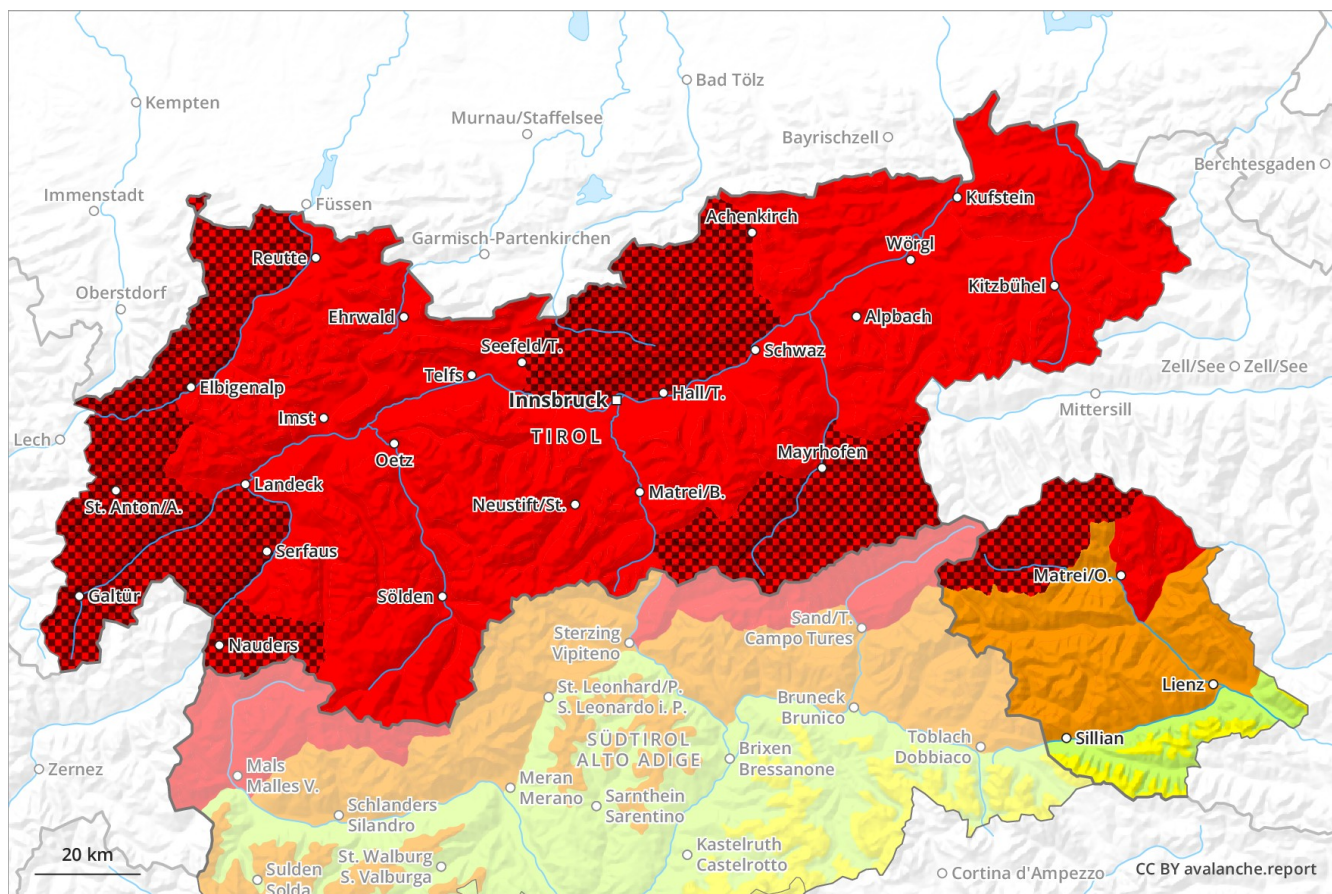 Bad Tölz
Kempten
Murnau/Staffelsee
Bayrischzell
Berchtesgaden
Immenstadt
Füssen
Kufstein
Achenkirch
Garmisch-Partenkirchen
Wörgl
Reutte
Kitzbühel
Oberstdorf
Ehrwald
Alpbach
Seefeld/T.
Schwaz
Telfs
Zell/See
Zell/See
Elbigenalp
Hall/T.
Innsbruck
Mittersill
Imst
Lech
TIROL
Oetz
Mayrhofen
Landeck
St. Anton/A.
Neustift/St.
Matrei/B.
Serfaus
Matrei/O.
Galtür
Sölden
Sand/T.
Campo Tures
Sterzing
Vipiteno
Nauders
Lienz
St. Leonhard/P.
S. Leonardo i. P.
Bruneck
Brunico
Sillian
SÜDTIROL
ALTO ADIGE
Toblach
Dobbiaco
Brixen
Bressanone
Zernez
Mals
Malles V.
Meran
Merano
Sarnthein
Sarentino
Schlanders
Silandro
Kastelruth
Castelrotto
20 km
St. Walburg
S. Valburga
Sulden
Solda
Cortina d'Ampezzo
CC BY avalanche.report